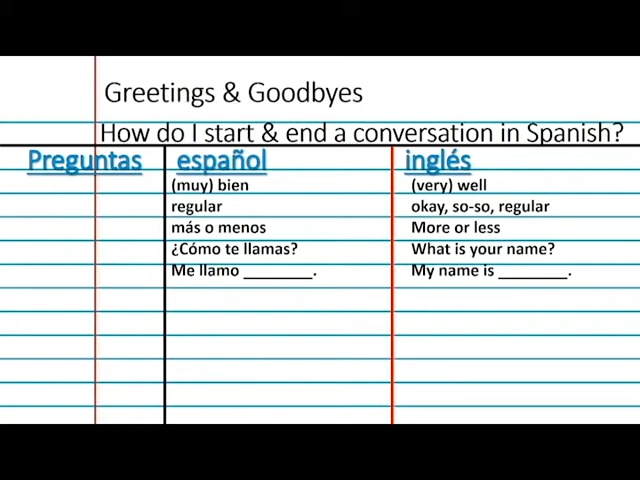 Greetings & Goodbyes
How do I start & end a conversation in Spanish?
Preguntas español inglés
(muy) bien (very) well
regular okay, so-so, regular
más o menos More or less
¿Cómo te llamas? What is your name?
Me llamo ________. My name is ________.